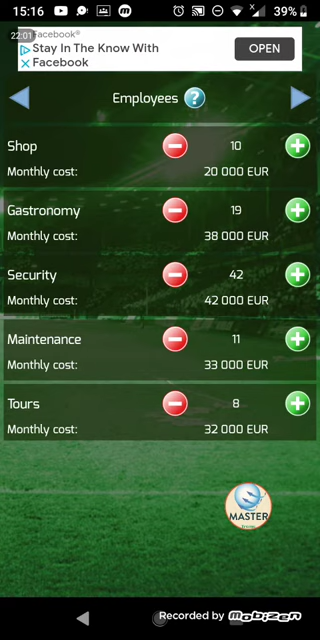 15:16
39%
22:01
Facebook®
Stay In The Know With
Facebook
OPEN
Employees ?
Shop 10
Monthly cost: 20 000 EUR
Gastronomy 19
Monthly cost: 38 000 EUR
Security 42
Monthly cost: 42 000 EUR
Maintenance 11
Monthly cost: 33 000 EUR
Tours 8
Monthly cost: 32 000 EUR
MASTER
Recorded by mobizen